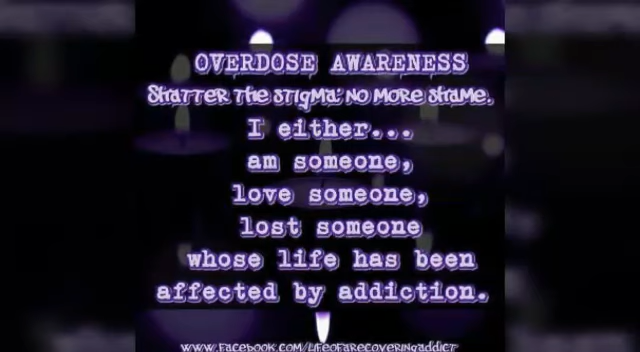 OVERDOSE AWARENESS
Shatter the stigma: no more shame.
I either...
am someone,
love someone,
lost someone
whose life has been
affected by addiction.
www.facebook.com/lifeofarecoveringaddict